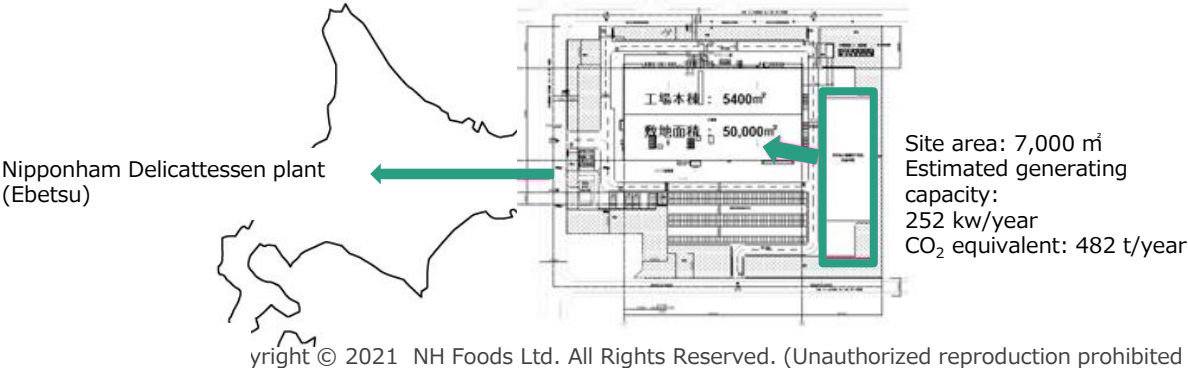 工場本棟： 5400㎡
敷地面積： 50,000㎡
Nipponham Delicattessen plant
(Ebetsu)
Site area: 7,000 ㎡
Estimated generating
capacity:
252 kw/year
CO₂ equivalent: 482 t/year
yright © 2021 NH Foods Ltd. All Rights Reserved. (Unauthorized reproduction prohibited